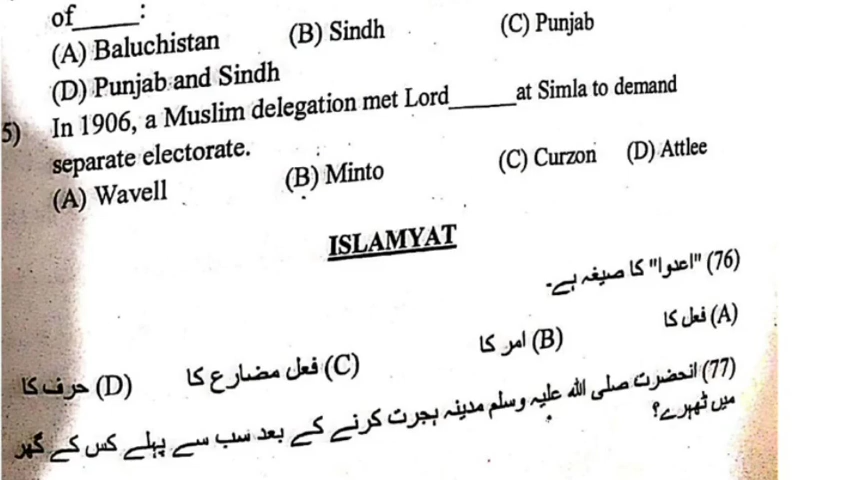 of_____:
(A) Baluchistan (B) Sindh (C) Punjab
(D) Punjab and Sindh
5) In 1906, a Muslim delegation met Lord______at Simla to demand
separate electorate.
(A) Wavell (B) Minto (C) Curzon (D) Attlee
ISLAMYAT
(76) "اعدوا" کا صیغہ ہے۔
(A) فعل کا (B) امر کا (C) فعل مضارع کا (D) حرف کا
(77) انحضرت صلی اللہ علیہ وسلم مدینہ ہجرت کرنے کے بعد سب سے پہلے کس کے گھر
میں ٹھہرے؟